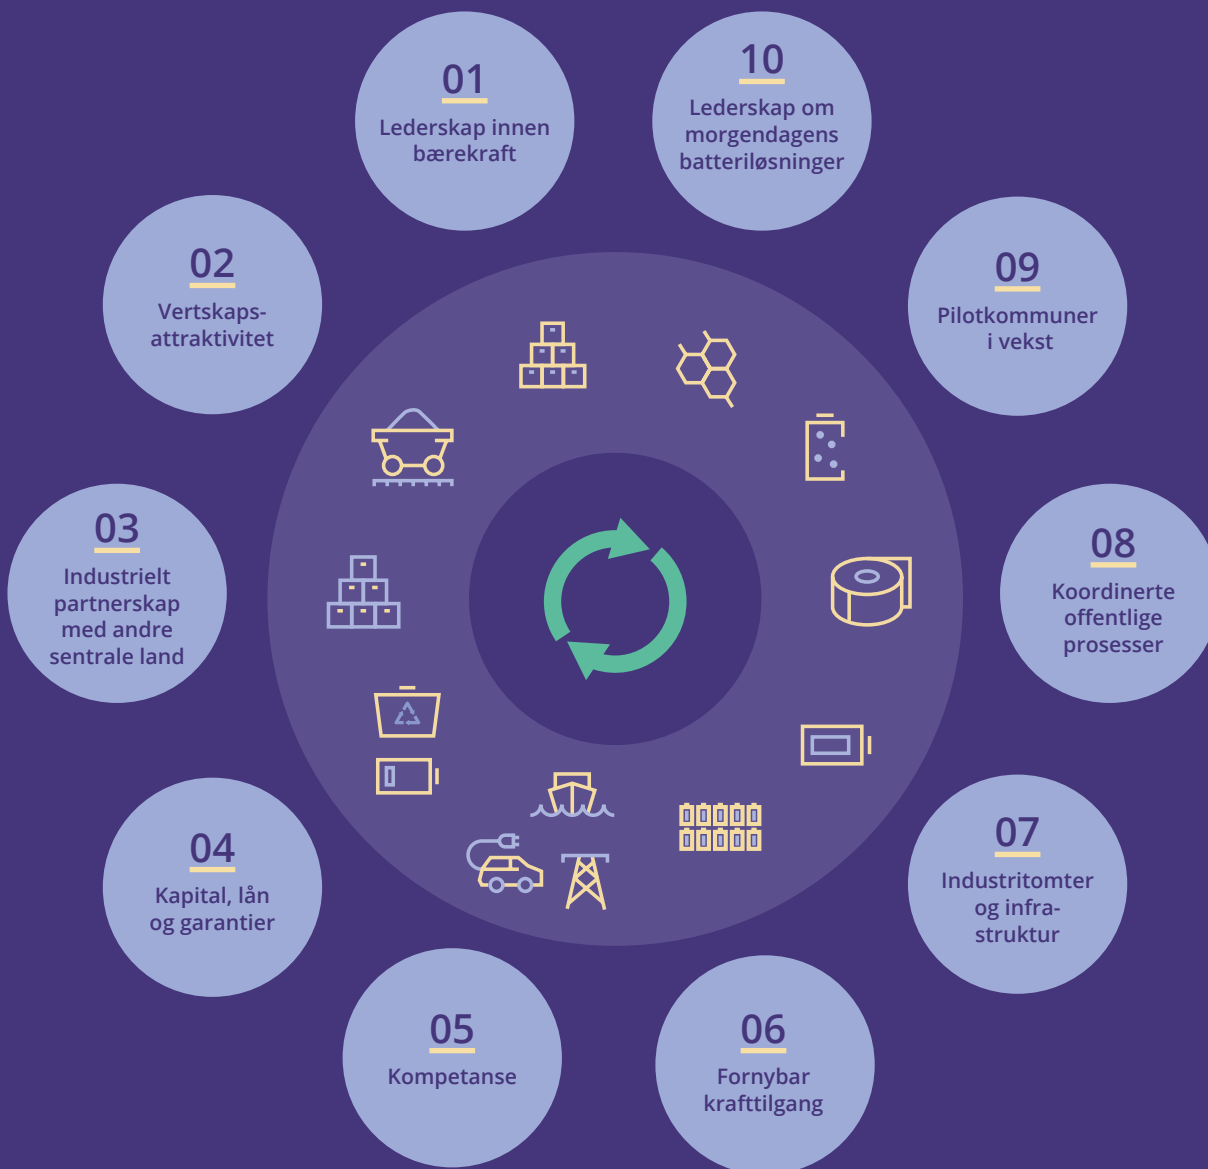 01
Lederskap innen
bærekraft
10
Lederskap om
morgendagens
batteriløsninger
02
Vertskaps-
attraktivitet
09
Pilotkommuner
i vekst
03
Industrielt
partnerskap
med andre
sentrale land
08
Koordinerte
offentlige
prosesser
04
Kapital, lån
og garantier
07
Industritomter
og infra-
struktur
05
Kompetanse
06
Fornybar
krafttilgang